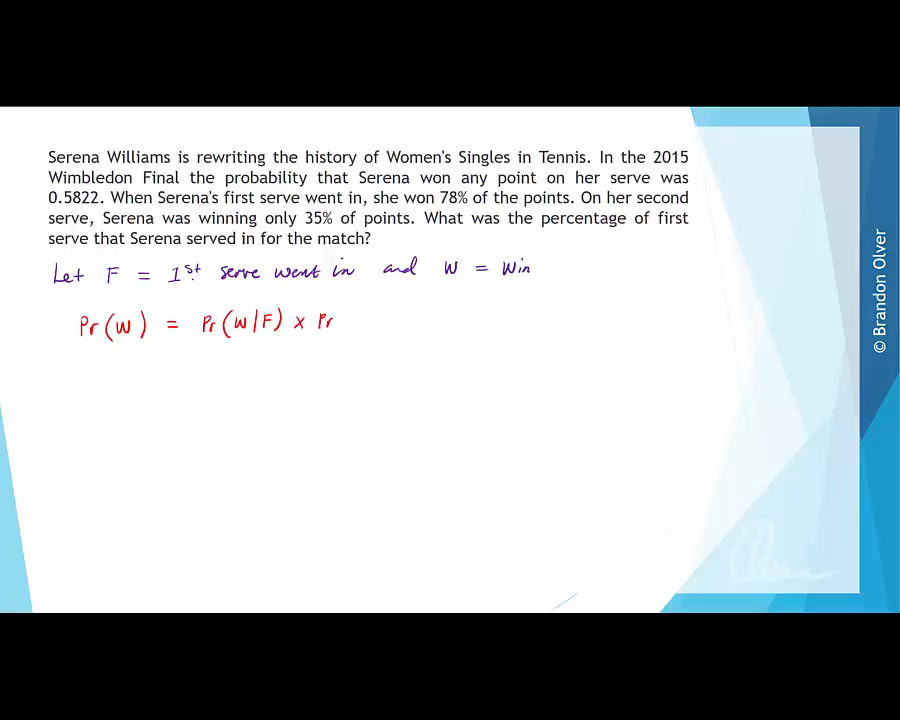 Serena Williams is rewriting the history of Women's Singles in Tennis. In the 2015
Wimbledon Final the probability that Serena won any point on her serve was
0.5822. When Serena's first serve went in, she won 78% of the points. On her second
serve, Serena was winning only 35% of points. What was the percentage of first
serve that Serena served in for the match?
Let F = 1st serve went in and W = Win
Pr(W) = Pr(W/F) x Pr
© Brandon Olver